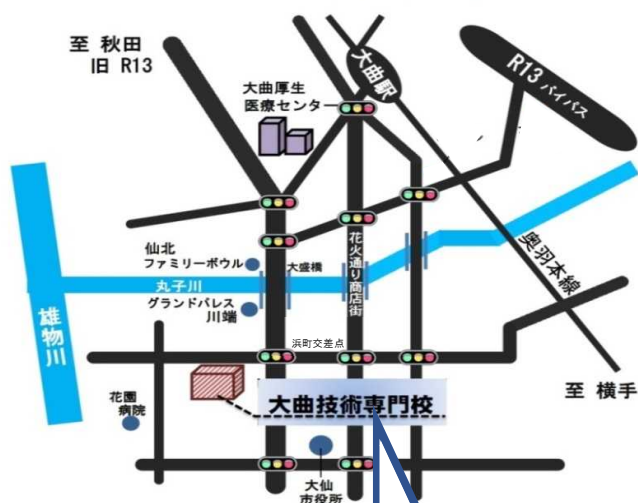 至 秋田
旧 R13
大曲厚生
医療センター
大曲駅
R13 バイパス
仙北
ファミリーボウル
大盛橋
花火通り商店街
丸子川
グランドパレス
川端
奥羽本線
雄物川
浜町交差点
至 横手
花園
病院
大曲技術専門校
大仙
市役所